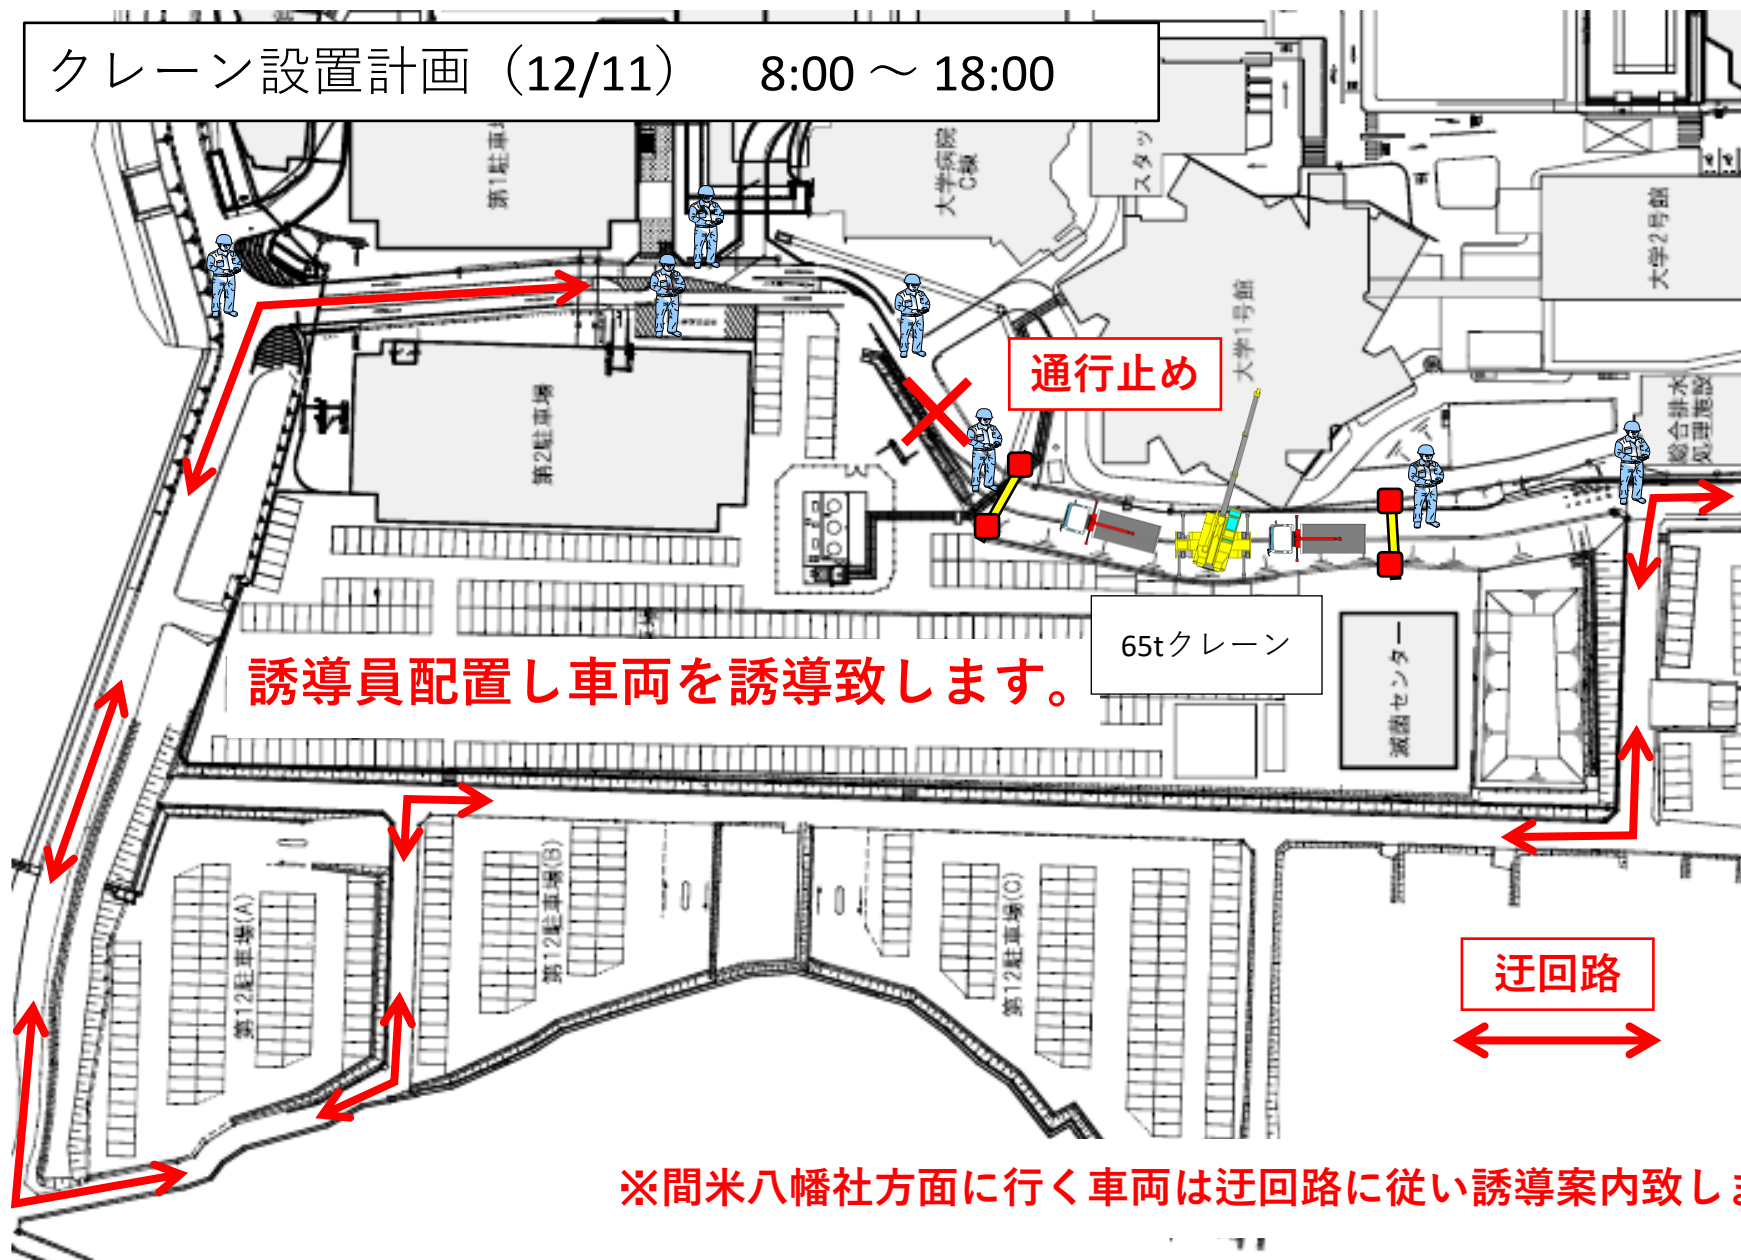 クレーン設置計画（12/11）　8:00 ～ 18:00
第1駐車場
大学病院
C棟
スタッ
大学2号館
大学1号館
通行止め
総合排水
処理施設
第2駐車場
65tクレーン
誘導員配置し車両を誘導致します。
滅菌センター
第12駐車場(A)
第12駐車場(B)
第12駐車場(C)
迂回路
※間米八幡社方面に行く車両は迂回路に従い誘導案内致しま